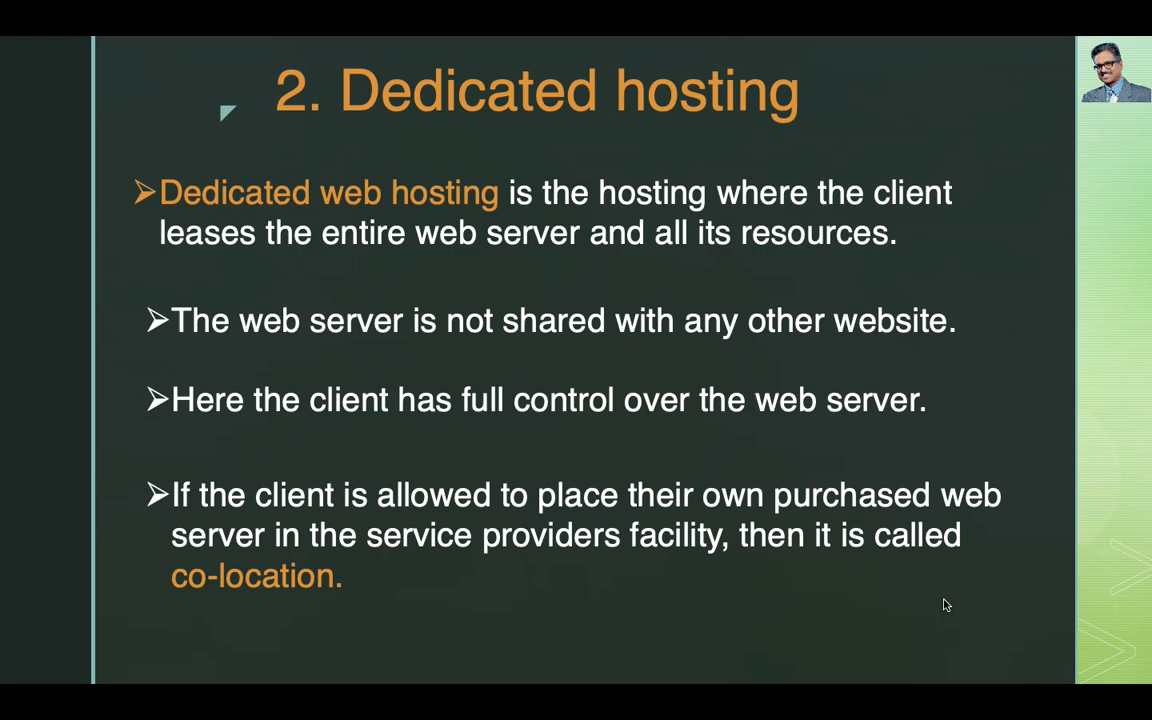 2. Dedicated hosting
➢Dedicated web hosting is the hosting where the client
leases the entire web server and all its resources.
➢The web server is not shared with any other website.
➢Here the client has full control over the web server.
➢If the client is allowed to place their own purchased web
server in the service providers facility, then it is called
co-location.